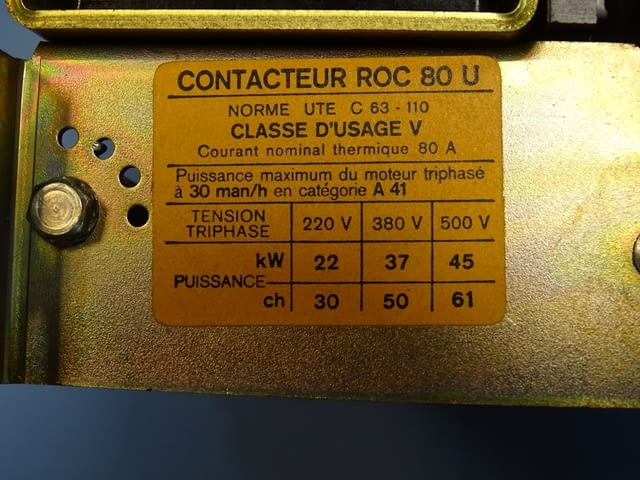 CONTACTEUR ROC 80 U
NORME UTE C 63-110
CLASSE D'USAGE V
Courant nominal thermique 80 A
Puissance maximum du moteur triphasé
à 30 man/h en catégorie A 41
TENSION TRIPHASE 220 V 380 V 500 V
PUISSANCE
kW 22 37 45
ch 30 50 61